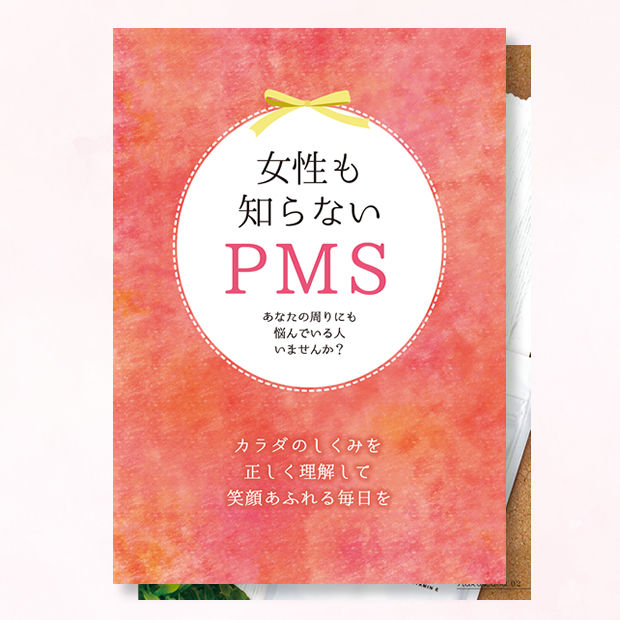 女性も
知らない
PMS
あなたの周りにも
悩んでいる人
いませんか？
カラダのしくみを
正しく理解して
笑顔あふれる毎日を